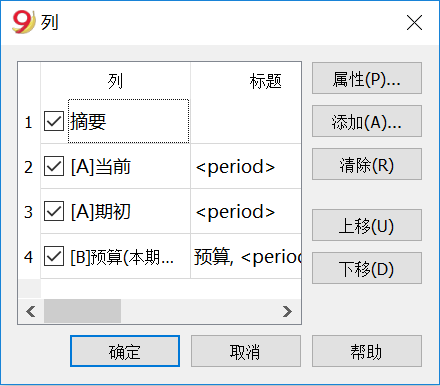 9 列
列 标题 属性(P)...
1 摘要 添加(A)...
2 [A]当前 <period> 清除(R)
3 [A]期初 <period>
上移(U)
4 [B]预算(本期... 预算, <period
下移(D)
确定 取消 帮助